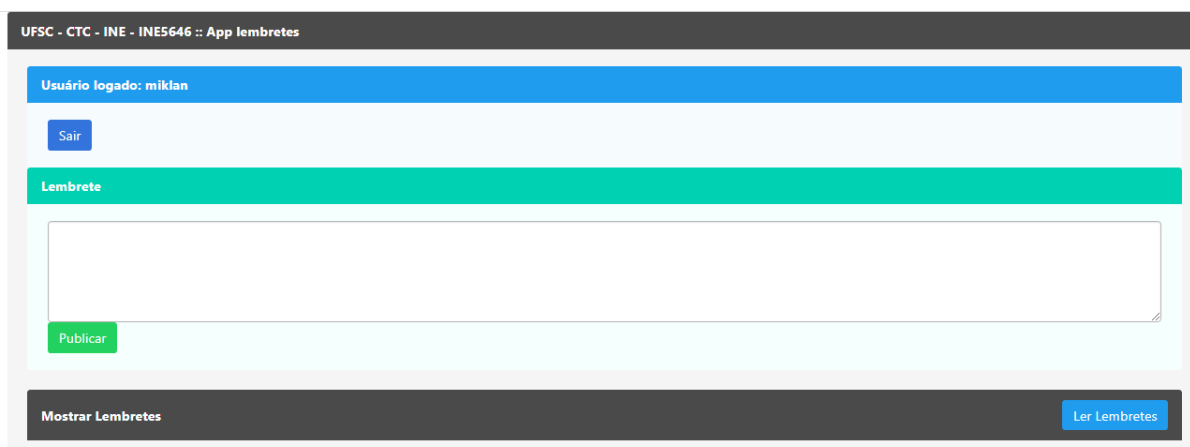 UFSC - CTC - INE - INE5646 :: App lembretes
Usuário logado: miklan
Sair
Lembrete
Publicar
Mostrar Lembretes
Ler Lembretes